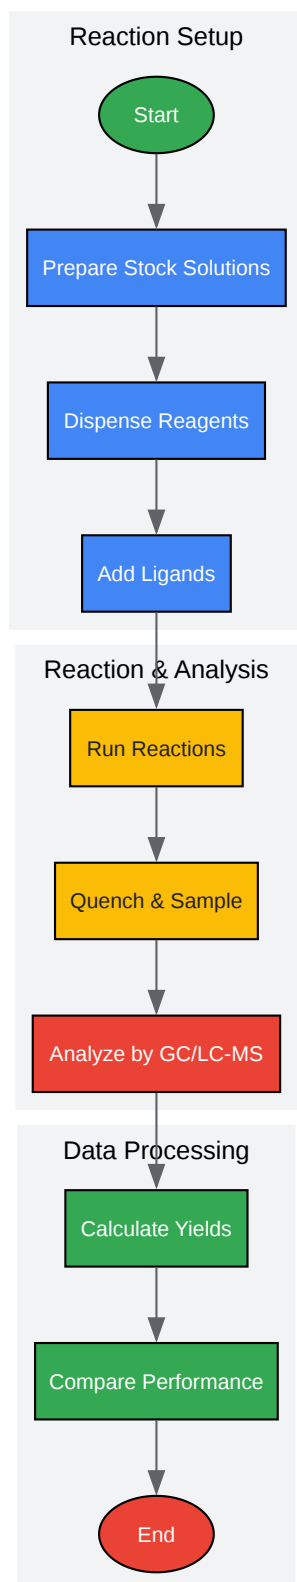 Reaction Setup
Start
Prepare Stock Solutions
Dispense Reagents
Add Ligands
Reaction & Analysis
Run Reactions
Quench & Sample
Analyze by GC/LC-MS
Data Processing
Calculate Yields
Compare Performance
End